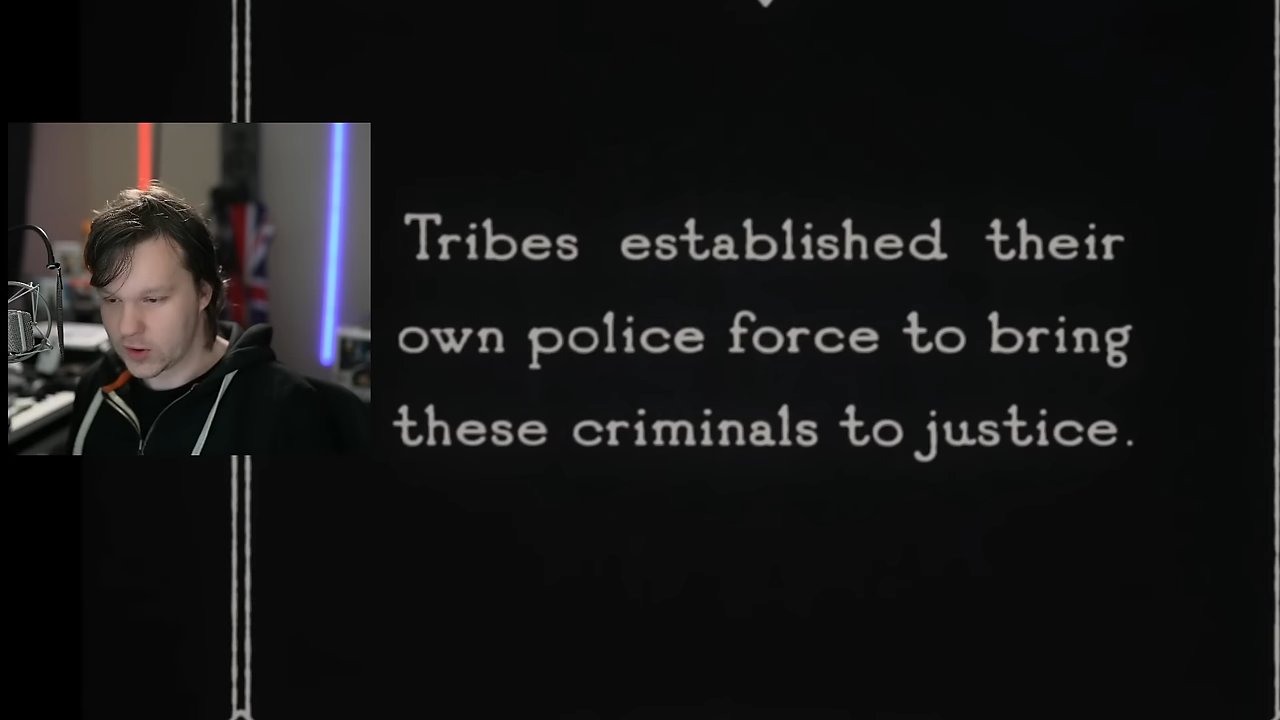 Tribes established their
own police force to bring
these criminals to justice.